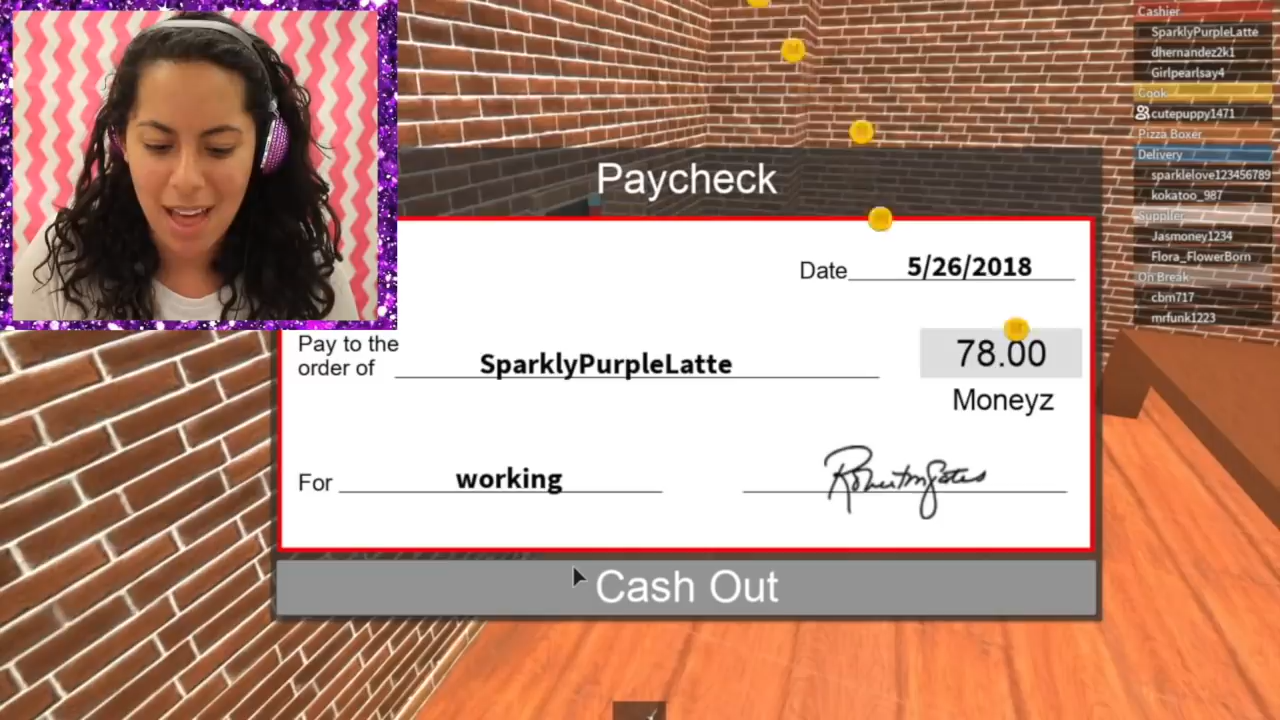 Paycheck
Date 5/26/2018
Pay to the
order of SparklyPurpleLatte
78.00
Moneyz
For working
Cash Out
Cashier
SparklyPurpleLatte
dhernandez2k1
Girlpearlsay4
Cook
cutepuppy1471
Pizza Boxer
Delivery
sparklelove123456789
kokatoo_987
Supplier
Jasmoney1234
Flora_FlowerBorn
On Break
cbm717
mrfunk1223